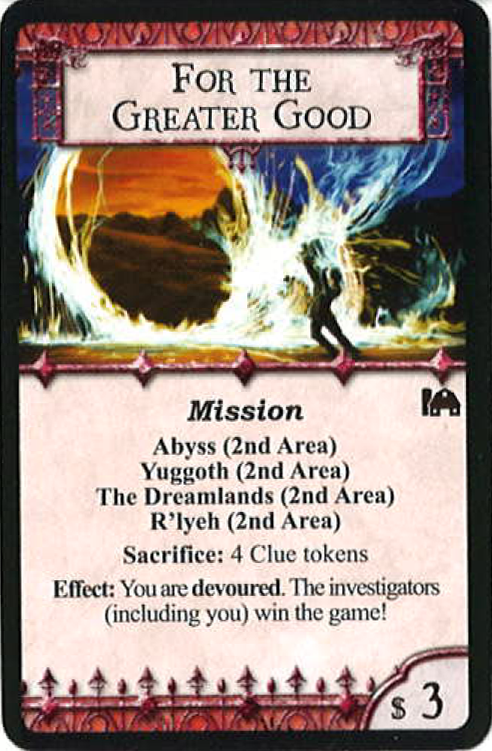 For the
Greater Good
Mission
Abyss (2nd Area)
Yuggoth (2nd Area)
The Dreamlands (2nd Area)
R'lyeh (2nd Area)
Sacrifice: 4 Clue tokens
Effect: You are devoured. The investigators
(including you) win the game!
$ 3